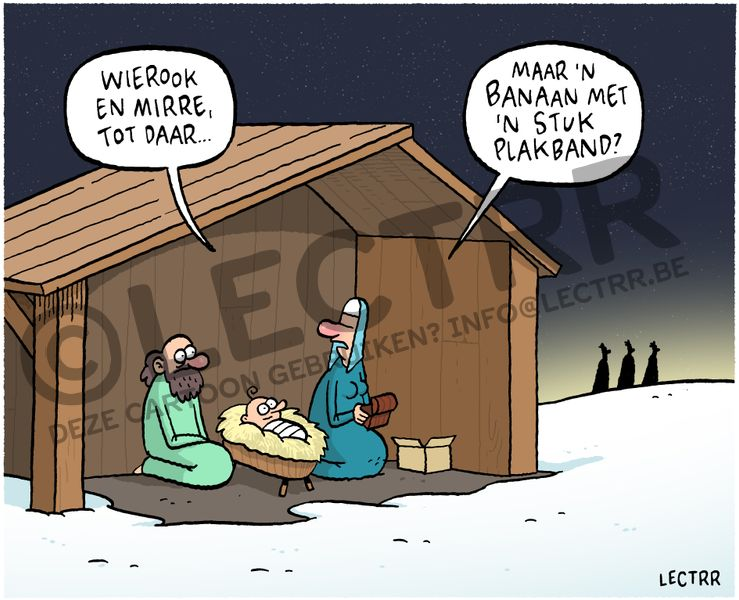 WIEROOK
EN MIRRE,
TOT DAAR...
MAAR 'N
BANAAN MET
'N STUK
PLAKBAND?
©LECTRR
DEZE CARTOON GEBRUIKEN? INFO@LECTRR.BE
LECTRR